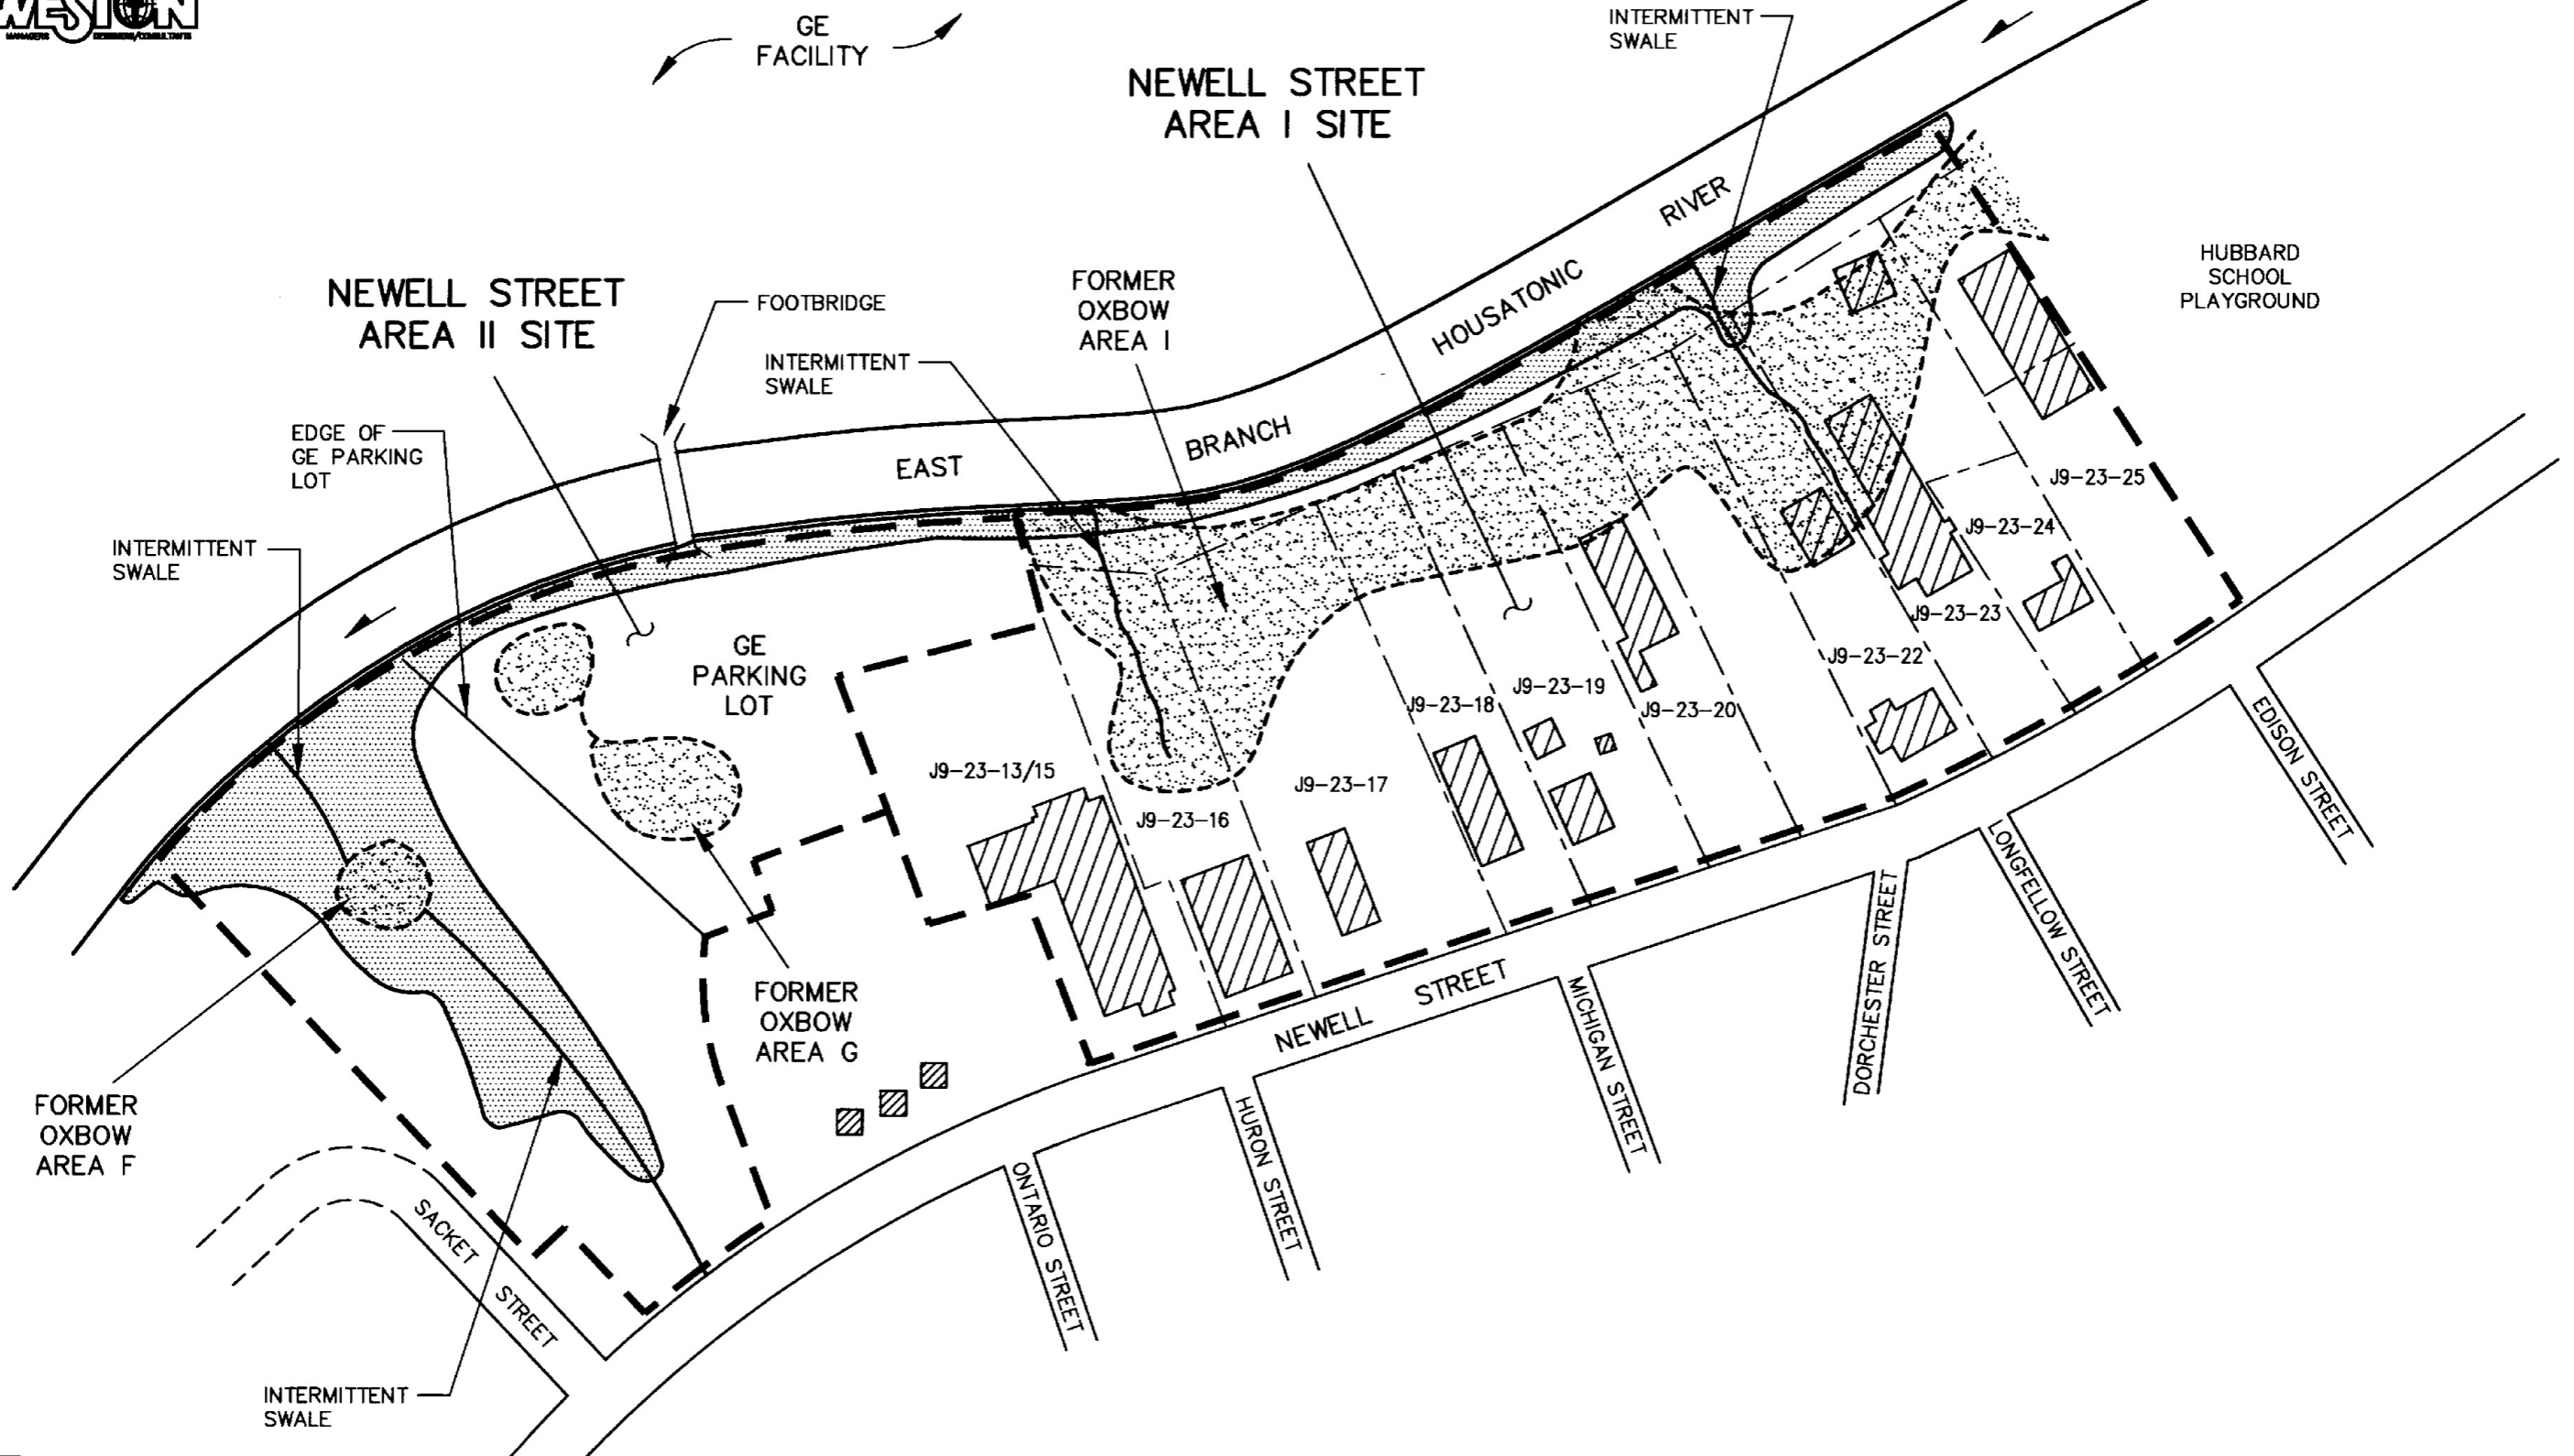 WESTON
MANAGERS DESIGNERS/CONSULTANTS
GE
FACILITY
INTERMITTENT
SWALE
NEWELL STREET
AREA I SITE
NEWELL STREET
AREA II SITE
FOOTBRIDGE
INTERMITTENT
SWALE
FORMER
OXBOW
AREA I
EAST BRANCH HOUSATONIC RIVER
HUBBARD
SCHOOL
PLAYGROUND
EDGE OF
GE PARKING
LOT
INTERMITTENT
SWALE
GE
PARKING
LOT
J9-23-13/15
J9-23-16
J9-23-17
J9-23-18
J9-23-19
J9-23-20
J9-23-22
J9-23-23
J9-23-24
J9-23-25
FORMER
OXBOW
AREA G
FORMER
OXBOW
AREA F
INTERMITTENT
SWALE
SACKET STREET
NEWELL STREET
ONTARIO STREET
HURON STREET
MICHIGAN STREET
DORCHESTER STREET
LONGFELLOW STREET
EDISON STREET